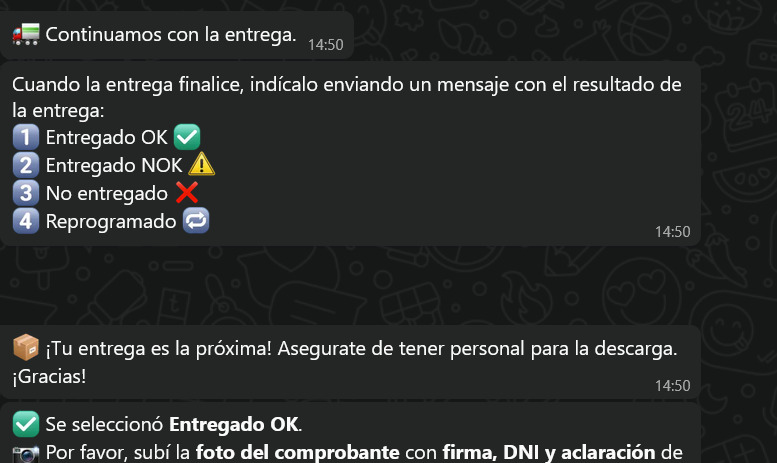 🚛 Continuamos con la entrega. 14:50
Cuando la entrega finalice, indícalo enviando un mensaje con el resultado de
la entrega:
1️⃣ Entregado OK ✅
2️⃣ Entregado NOK ⚠️
3️⃣ No entregado ❌
4️⃣ Reprogramado 🔁
14:50
📦 ¡Tu entrega es la próxima! Asegurate de tener personal para la descarga.
¡Gracias! 14:50
✅ Se seleccionó Entregado OK.
📷 Por favor, subí la foto del comprobante con firma, DNI y aclaración de